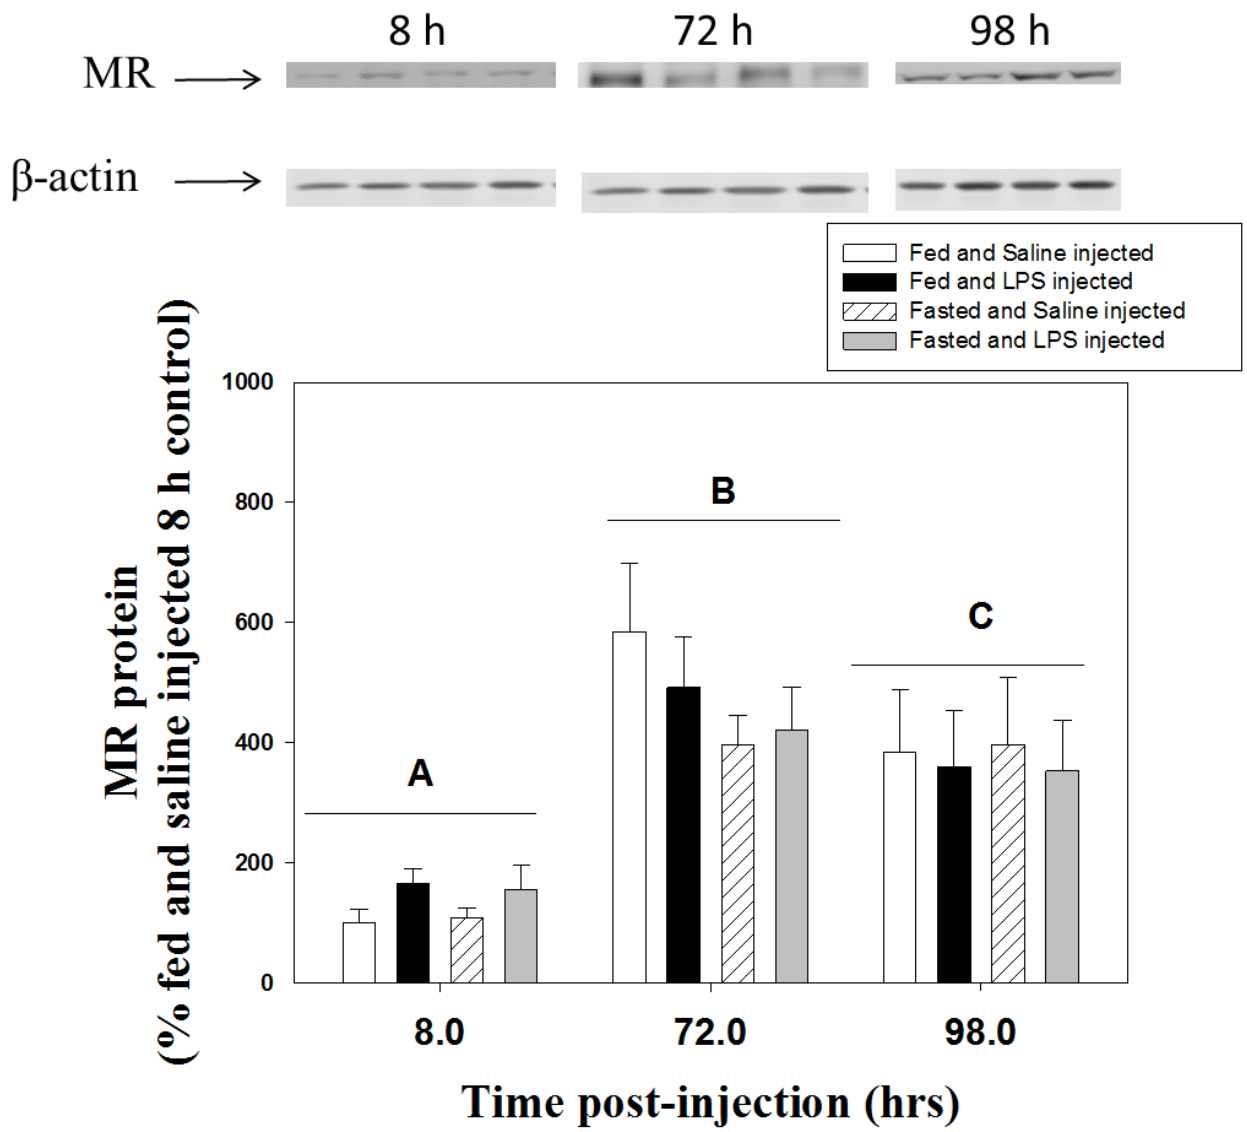 8 h
72 h
98 h
MR
β-actin
Fed and Saline injected
Fed and LPS injected
Fasted and Saline injected
Fasted and LPS injected
MR protein
(% fed and saline injected 8 h control)
1000
800
600
400
200
0
A
B
C
8.0
72.0
98.0
Time post-injection (hrs)